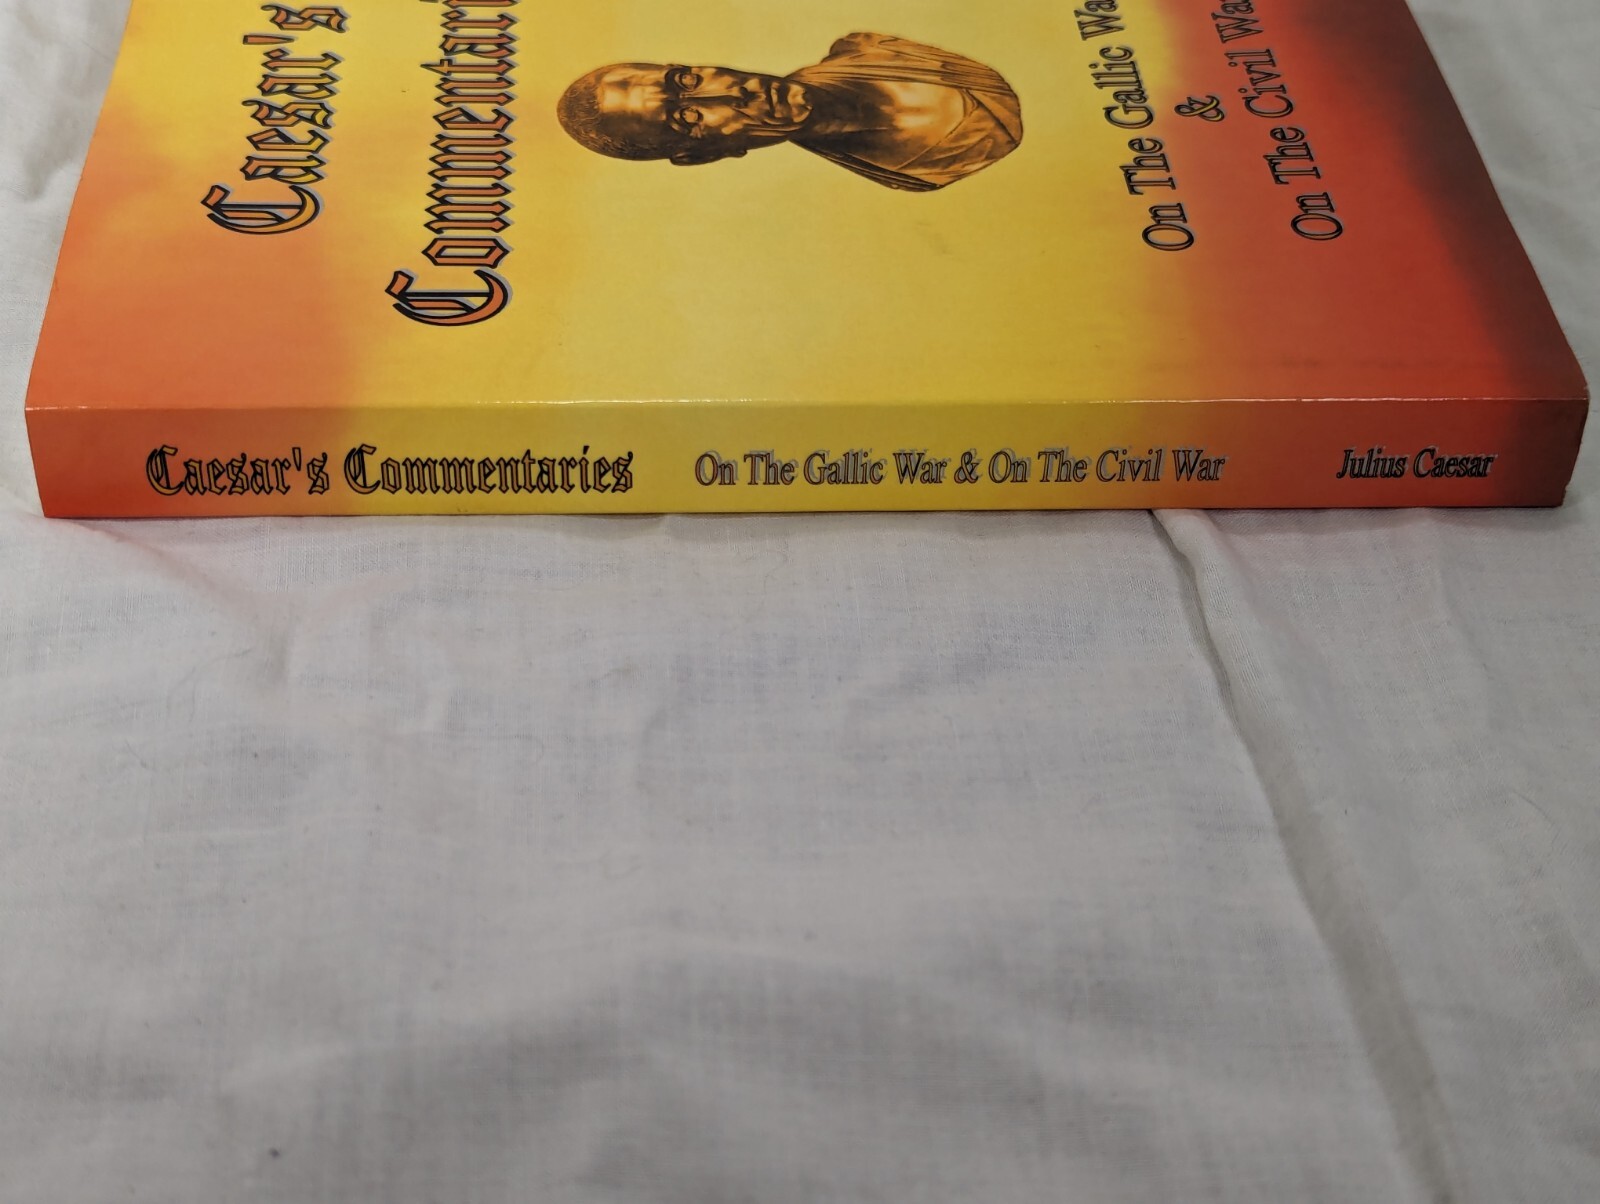 Caesar's
Commentari
On The Gallic Wa
&
On The Civil Wa
Caesar's Commentaries On The Gallic War & On The Civil War Julius Caesar